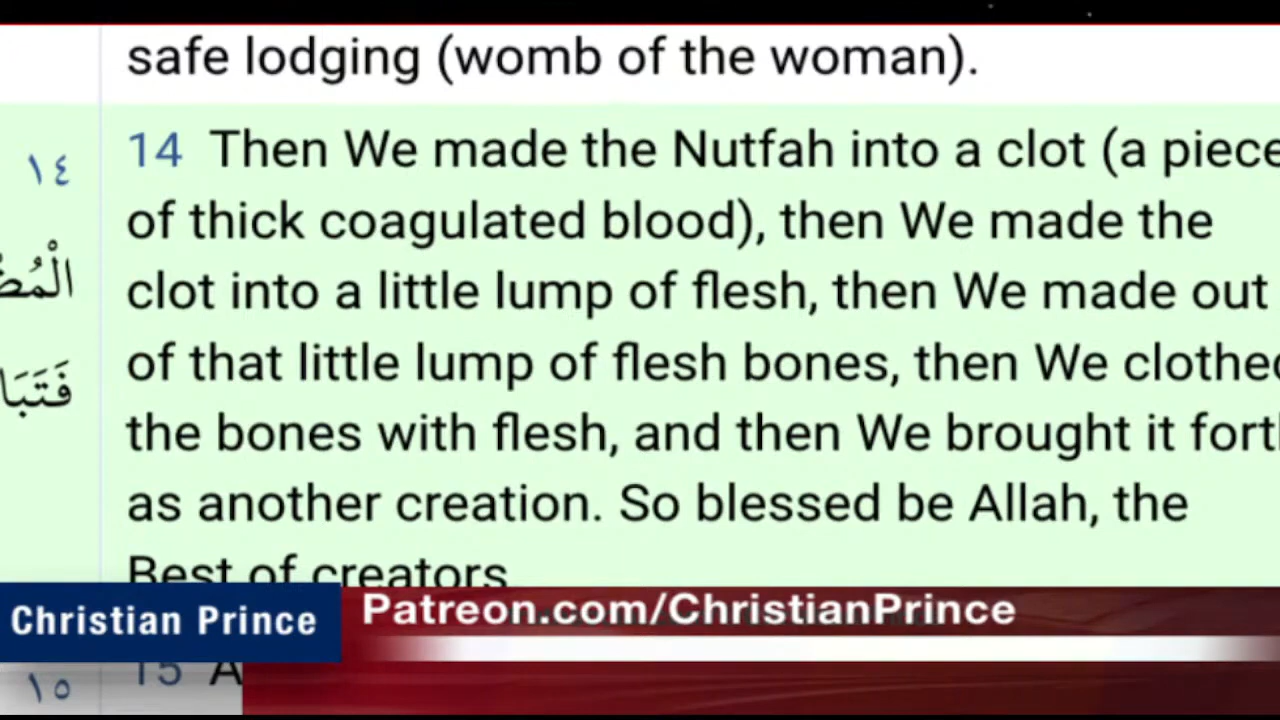 safe lodging (womb of the woman).
١٤
14 Then We made the Nutfah into a clot (a piece
of thick coagulated blood), then We made the
clot into a little lump of flesh, then We made out
of that little lump of flesh bones, then We clothed
the bones with flesh, and then We brought it forth
as another creation. So blessed be Allah, the
Best of creators
Christian Prince
Patreon.com/ChristianPrince
١٥
15 A